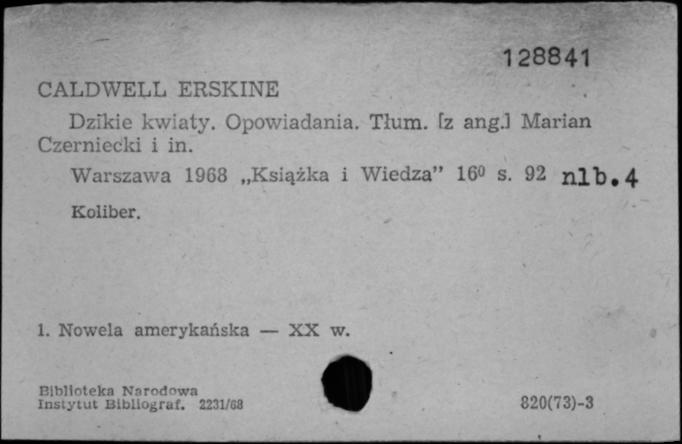 128841
CALDWELL ERSKINE
Dzikie kwiaty. Opowiadania. Tłum. [z ang.] Marian
Czerniecki i in.
Warszawa 1968 „Książka i Wiedza” 16⁰ s. 92 nlb.4
Koliber.
1. Nowela amerykańska — XX w.
Biblioteka Narodowa
Instytut Bibliograf. 2231/68
820(73)-3